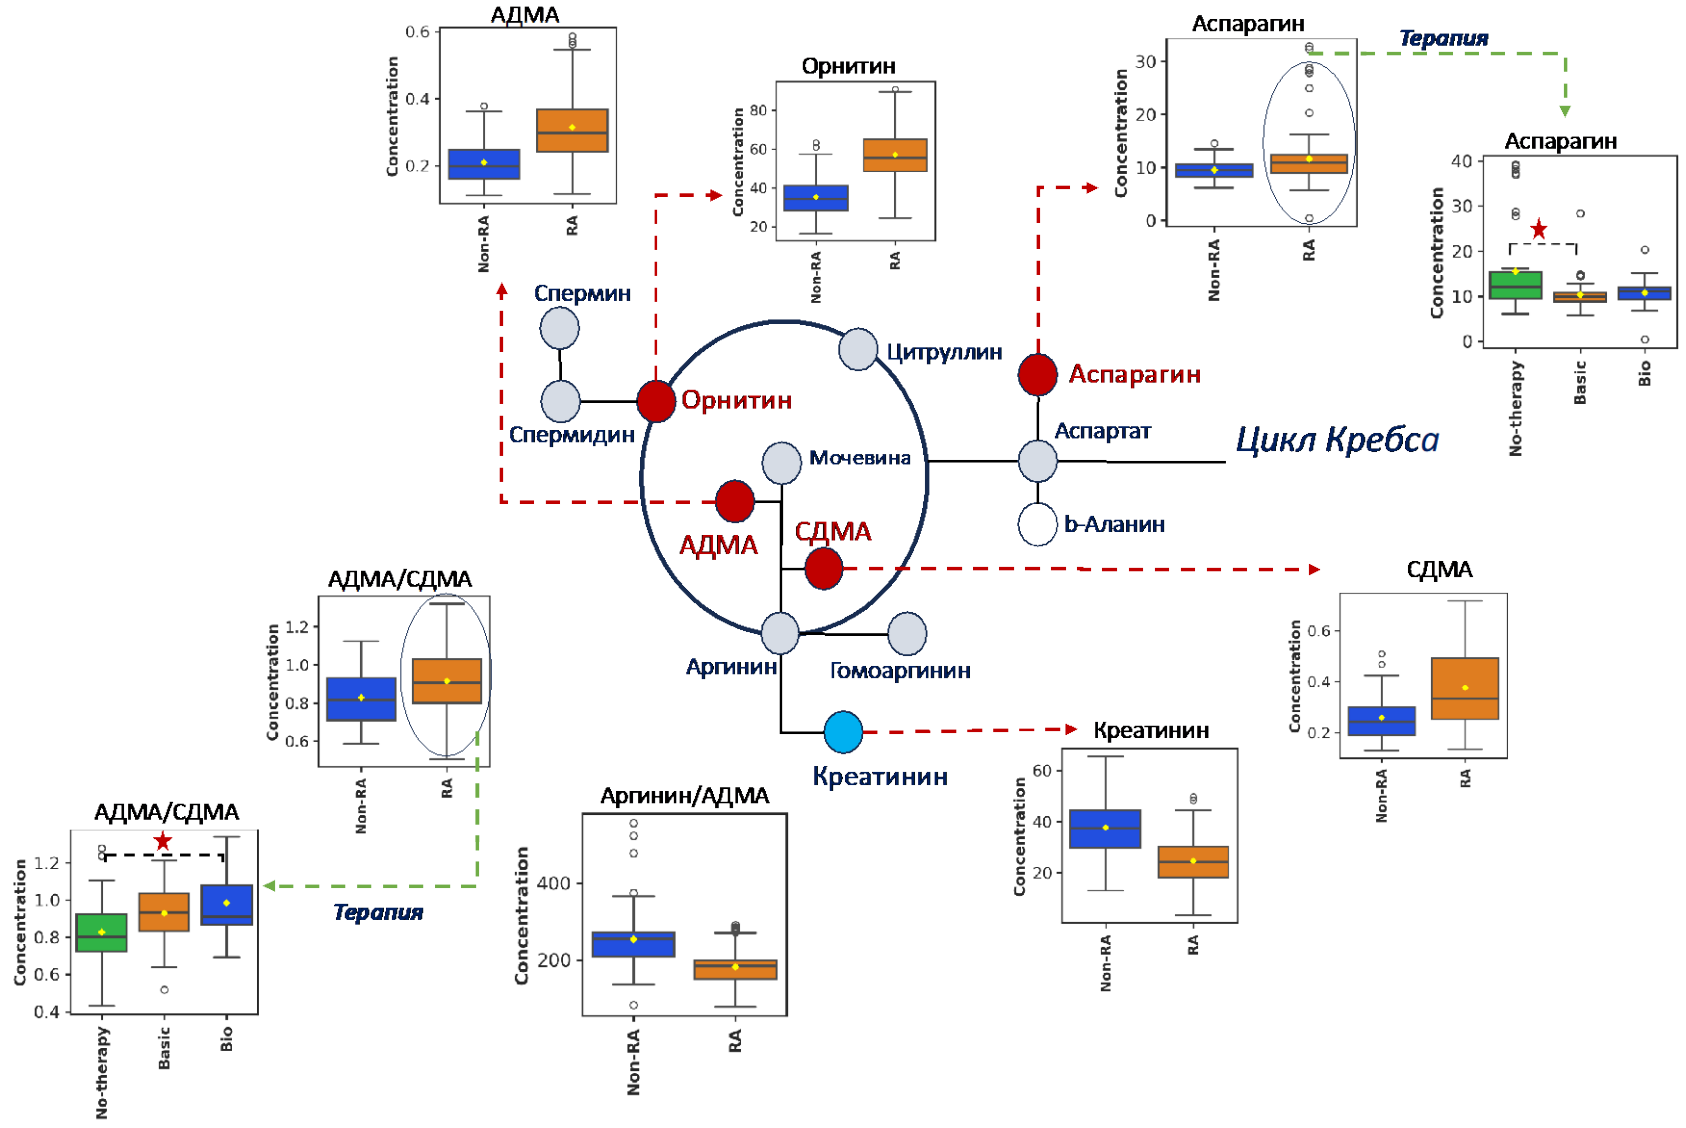 АДМА
0.6
0.4
0.2
Concentration
Non-RA
RA
Орнитин
80
60
40
20
Concentration
Non-RA
RA
Аспарагин
30
20
10
0
Concentration
Non-RA
RA
Терапия
Аспарагин
40
30
20
10
0
Concentration
No-therapy
Basic
Bio
Спермин
Спермидин
Орнитин
Цитруллин
Мочевина
АДМА
СДМА
Аргинин
Гомоаргинин
Креатинин
Аспарагин
Аспартат
b-Аланин
Цикл Кребса
АДМА/СДМА
1.2
1.0
0.8
0.6
Concentration
Non-RA
RA
СДМА
0.6
0.4
0.2
Concentration
Non-RA
RA
Креатинин
60
40
20
Concentration
Non-RA
RA
Аргинин/АДМА
400
200
Concentration
Non-RA
RA
АДМА/СДМА
1.2
1.0
0.8
0.6
0.4
Concentration
No-therapy
Basic
Bio
Терапия